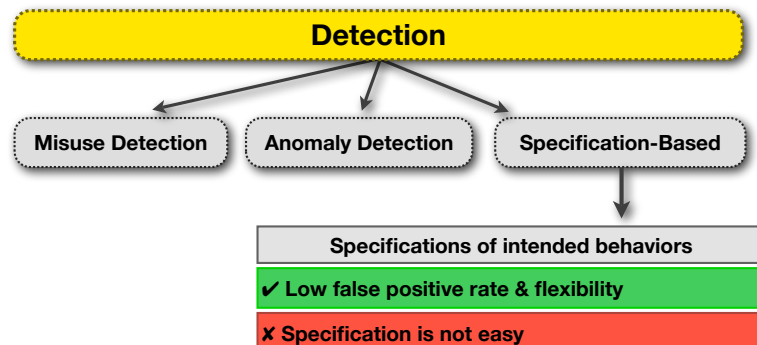 Detection
Misuse Detection
Anomaly Detection
Specification-Based
Specifications of intended behaviors
✔ Low false positive rate & flexibility
✘ Specification is not easy